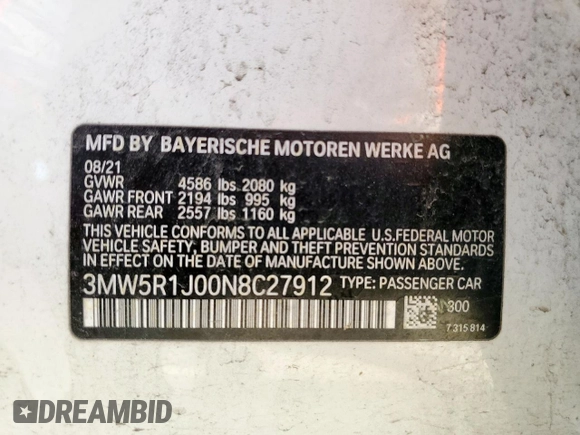 MFD BY BAYERISCHE MOTOREN WERKE AG
08/21
GVWR 4586 lbs 2080 kg
GAWR FRONT 2194 lbs 995 kg
GAWR REAR 2557 lbs 1160 kg
THIS VEHICLE CONFORMS TO ALL APPLICABLE U.S.FEDERAL MOTOR
VEHICLE SAFETY, BUMPER AND THEFT PREVENTION STANDARDS
IN EFFECT ON THE DATE OF MANUFACTURE SHOWN ABOVE.
3MW5R1J00N8C27912 TYPE: PASSENGER CAR
300
7 315 814
DREAMBID